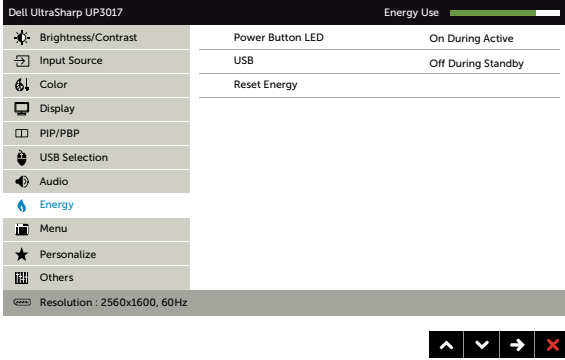 Dell UltraSharp UP3017 Energy Use
Brightness/Contrast Power Button LED On During Active
Input Source USB Off During Standby
Color Reset Energy
Display
PIP/PBP
USB Selection
Audio
Energy
Menu
Personalize
Others
Resolution : 2560x1600, 60Hz